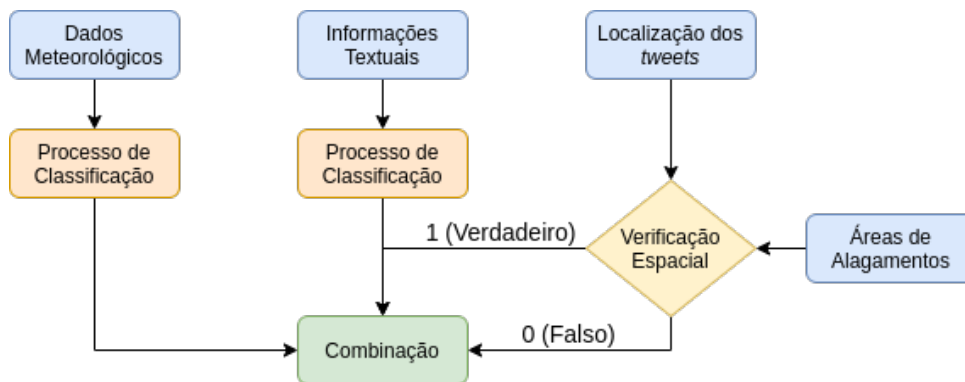 Dados
Meteorológicos
Informações
Textuais
Localização dos
tweets
Processo de
Classificação
Processo de
Classificação
1 (Verdadeiro)
Verificação
Espacial
Áreas de
Alagamentos
0 (Falso)
Combinação